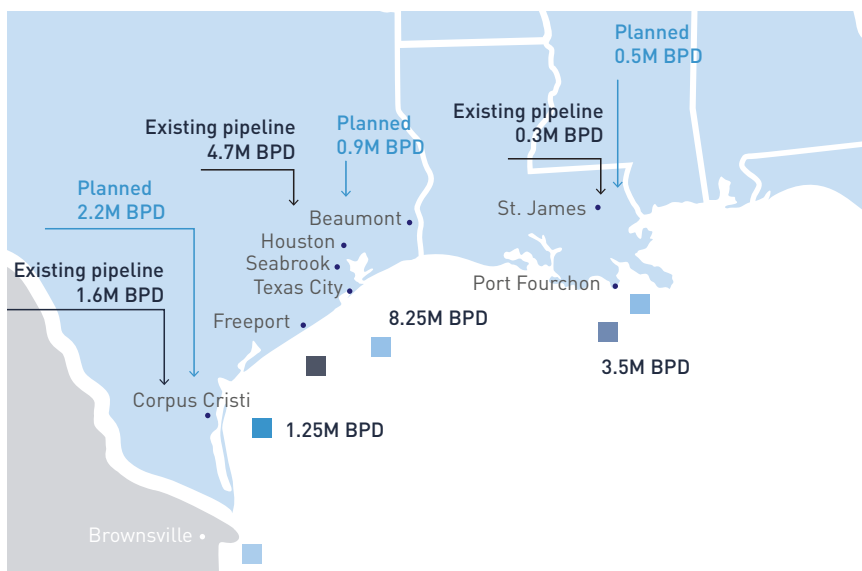 Planned
0.5M BPD
Existing pipeline
4.7M BPD
Planned
0.9M BPD
Existing pipeline
0.3M BPD
Planned
2.2M BPD
Existing pipeline
1.6M BPD
Beaumont
Houston
Seabrook
Texas City
Freeport
St. James
Port Fourchon
8.25M BPD
3.5M BPD
Corpus Cristi
1.25M BPD
Brownsville